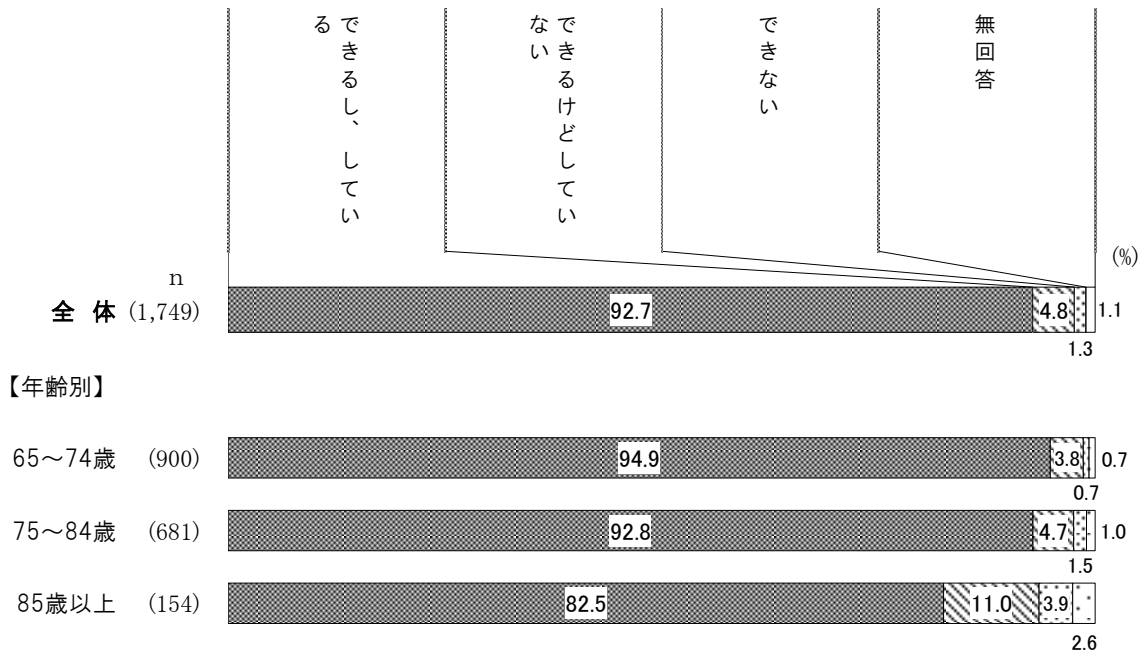 できるし、してい
る
できるけどしてい
ない
できない
無回答
(%)
n
全 体 (1,749) 92.7 4.8 1.1
1.3
【年齢別】
65～74歳 (900) 94.9 3.8 0.7
0.7
75～84歳 (681) 92.8 4.7 1.0
1.5
85歳以上 (154) 82.5 11.0 3.9
2.6